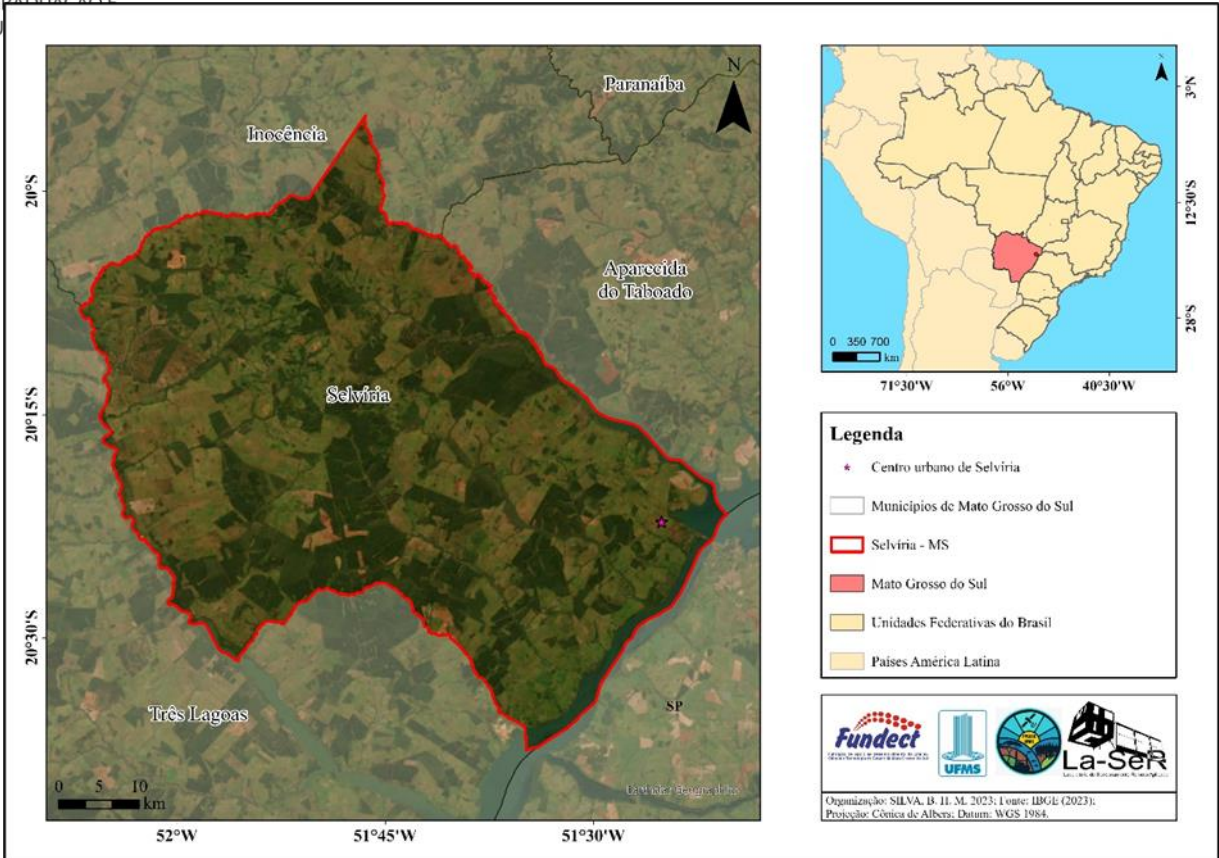 Paranaíba
N
Inocência
Aparecida
do Taboado
Selvíria
Três Lagoas
SP
20°S
20°15'S
20°30'S
52°W
51°45'W
51°30'W
0 5 10
km
3°N
12°30'S
28°S
0 350 700
km
71°30'W 56°W 40°30'W
Legenda
Centro urbano de Selvíria
Municípios de Mato Grosso do Sul
Selvíria - MS
Mato Grosso do Sul
Unidades Federativas do Brasil
Países América Latina
Fundect
UFMS
La-SeR
Organização: SILVA, B. H. M. 2023; Fonte: IBGE (2023);
Projeção: Cônica de Albers; Datum: WGS 1984.